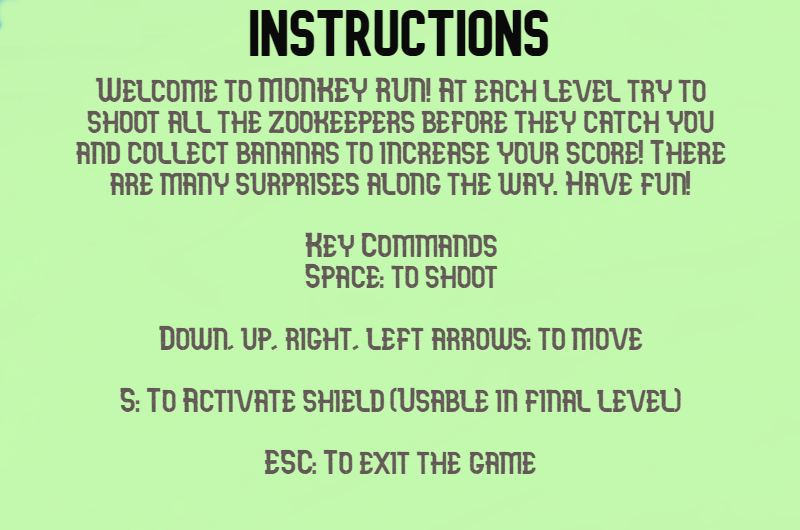 INSTRUCTIONS
Welcome to MONKEY RUN! At each level try to
shoot all the zookeepers before they catch you
and collect bananas to increase your score! There
are many surprises along the way. Have fun!
Key Commands
Space: to shoot
Down, up, right, left arrows: to move
S: To Activate shield (Usable in final level)
ESC: To exit the game